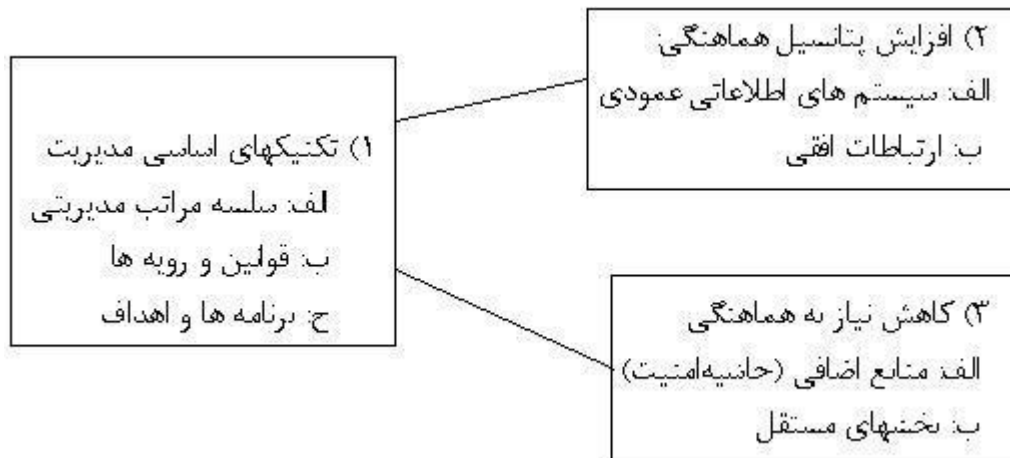 ۱) تکنیکهای اساسی مدیریت
الف: سلسه مراتب مدیریتی
ب: قوانین و رویه ها
ح: برنامه ها و اهداف
۲) افزایش پتانسیل هماهنگی:
الف: سیستم های اطلاعاتی عمودی
ب: ارتباطات افقی
۳) کاهش نیاز به هماهنگی
الف: منابع اضافی (حاشیه‌امنیت)
ب: بخشهای مستقل